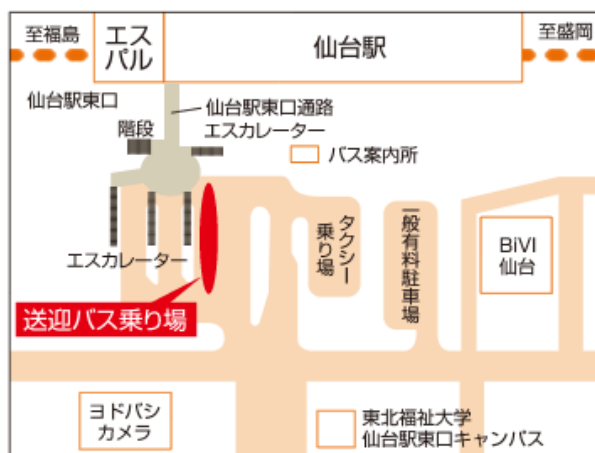 至福島
エス
パル
仙台駅
至盛岡
仙台駅東口
仙台駅東口通路
階段
エスカレーター
バス案内所
タクシー
乗り場
一般有料駐車場
BiVI
仙台
エスカレーター
送迎バス乗り場
ヨドバシ
カメラ
東北福祉大学
仙台駅東口キャンパス